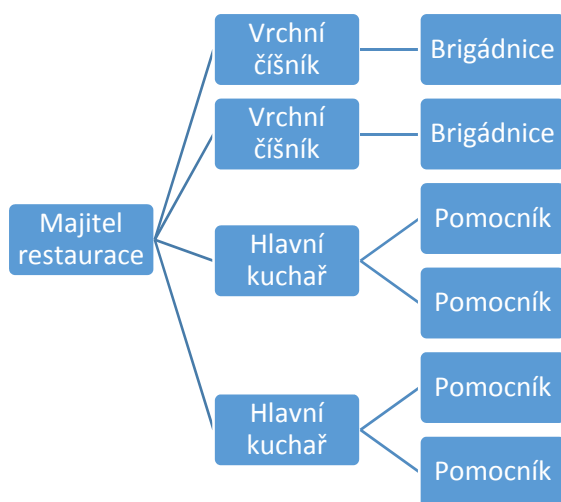 Vrchní
číšník
Brigádnice
Vrchní
číšník
Brigádnice
Majitel
restaurace
Hlavní
kuchař
Pomocník
Pomocník
Hlavní
kuchař
Pomocník
Pomocník